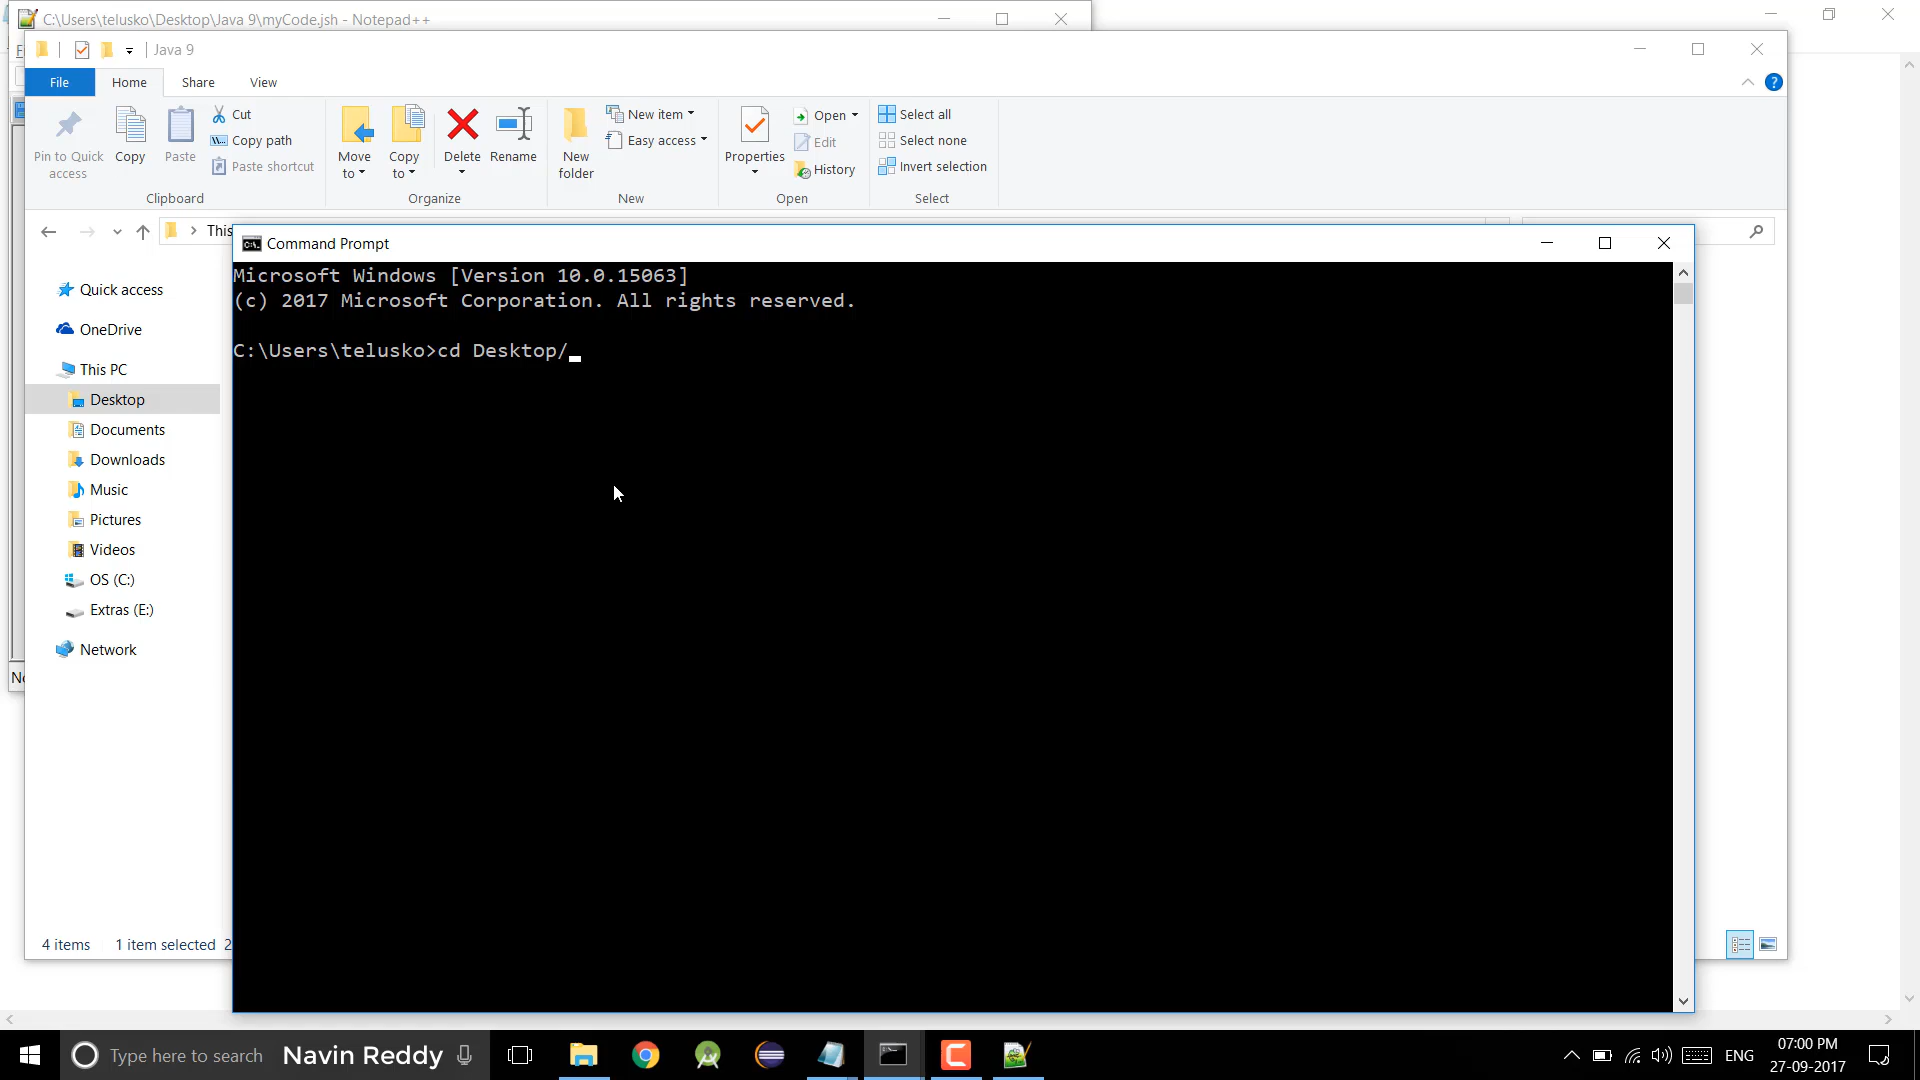 C:\Users\telusko\Desktop\Java 9\myCode.jsh - Notepad++
Java 9
File
Home
Share
View
Pin to Quick access
Copy
Paste
Cut
Copy path
Paste shortcut
Clipboard
Move to
Copy to
Delete
Rename
Organize
New folder
New item
Easy access
New
Properties
Open
Edit
History
Open
Select all
Select none
Invert selection
Select
This
Quick access
OneDrive
This PC
Desktop
Documents
Downloads
Music
Pictures
Videos
OS (C:)
Extras (E:)
Network
4 items
1 item selected
Command Prompt
Microsoft Windows [Version 10.0.15063]
(c) 2017 Microsoft Corporation. All rights reserved.
C:\Users\telusko>cd Desktop/
Type here to search
Navin Reddy
ENG
07:00 PM
27-09-2017